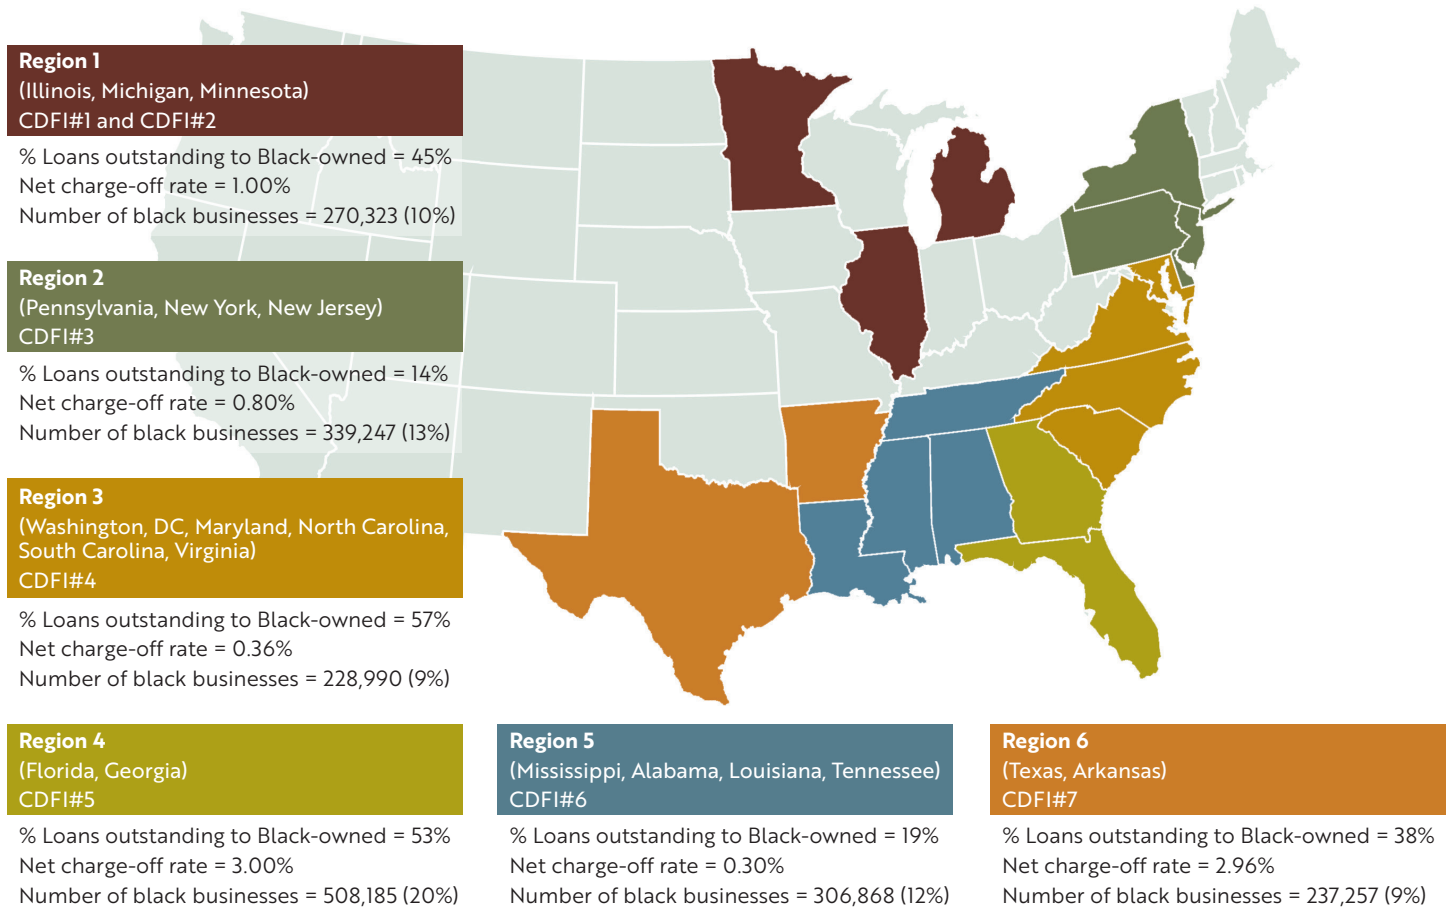 Region 1
(Illinois, Michigan, Minnesota)
CDFI#1 and CDFI#2
% Loans outstanding to Black-owned = 45%
Net charge-off rate = 1.00%
Number of black businesses = 270,323 (10%)
Region 2
(Pennsylvania, New York, New Jersey)
CDFI#3
% Loans outstanding to Black-owned = 14%
Net charge-off rate = 0.80%
Number of black businesses = 339,247 (13%)
Region 3
(Washington, DC, Maryland, North Carolina,
South Carolina, Virginia)
CDFI#4
% Loans outstanding to Black-owned = 57%
Net charge-off rate = 0.36%
Number of black businesses = 228,990 (9%)
Region 4
(Florida, Georgia)
CDFI#5
% Loans outstanding to Black-owned = 53%
Net charge-off rate = 3.00%
Number of black businesses = 508,185 (20%)
Region 5
(Mississippi, Alabama, Louisiana, Tennessee)
CDFI#6
% Loans outstanding to Black-owned = 19%
Net charge-off rate = 0.30%
Number of black businesses = 306,868 (12%)
Region 6
(Texas, Arkansas)
CDFI#7
% Loans outstanding to Black-owned = 38%
Net charge-off rate = 2.96%
Number of black businesses = 237,257 (9%)